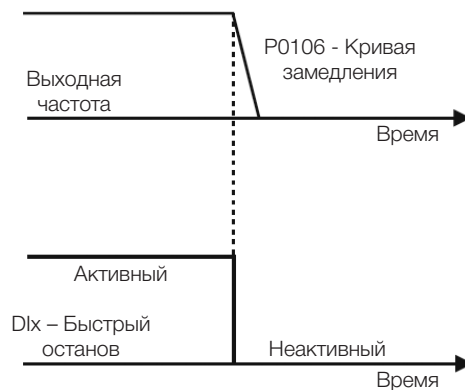 P0106 - Кривая
замедления
Выходная
частота
Время
Активный
DIx – Быстрый
останов
Неактивный
Время